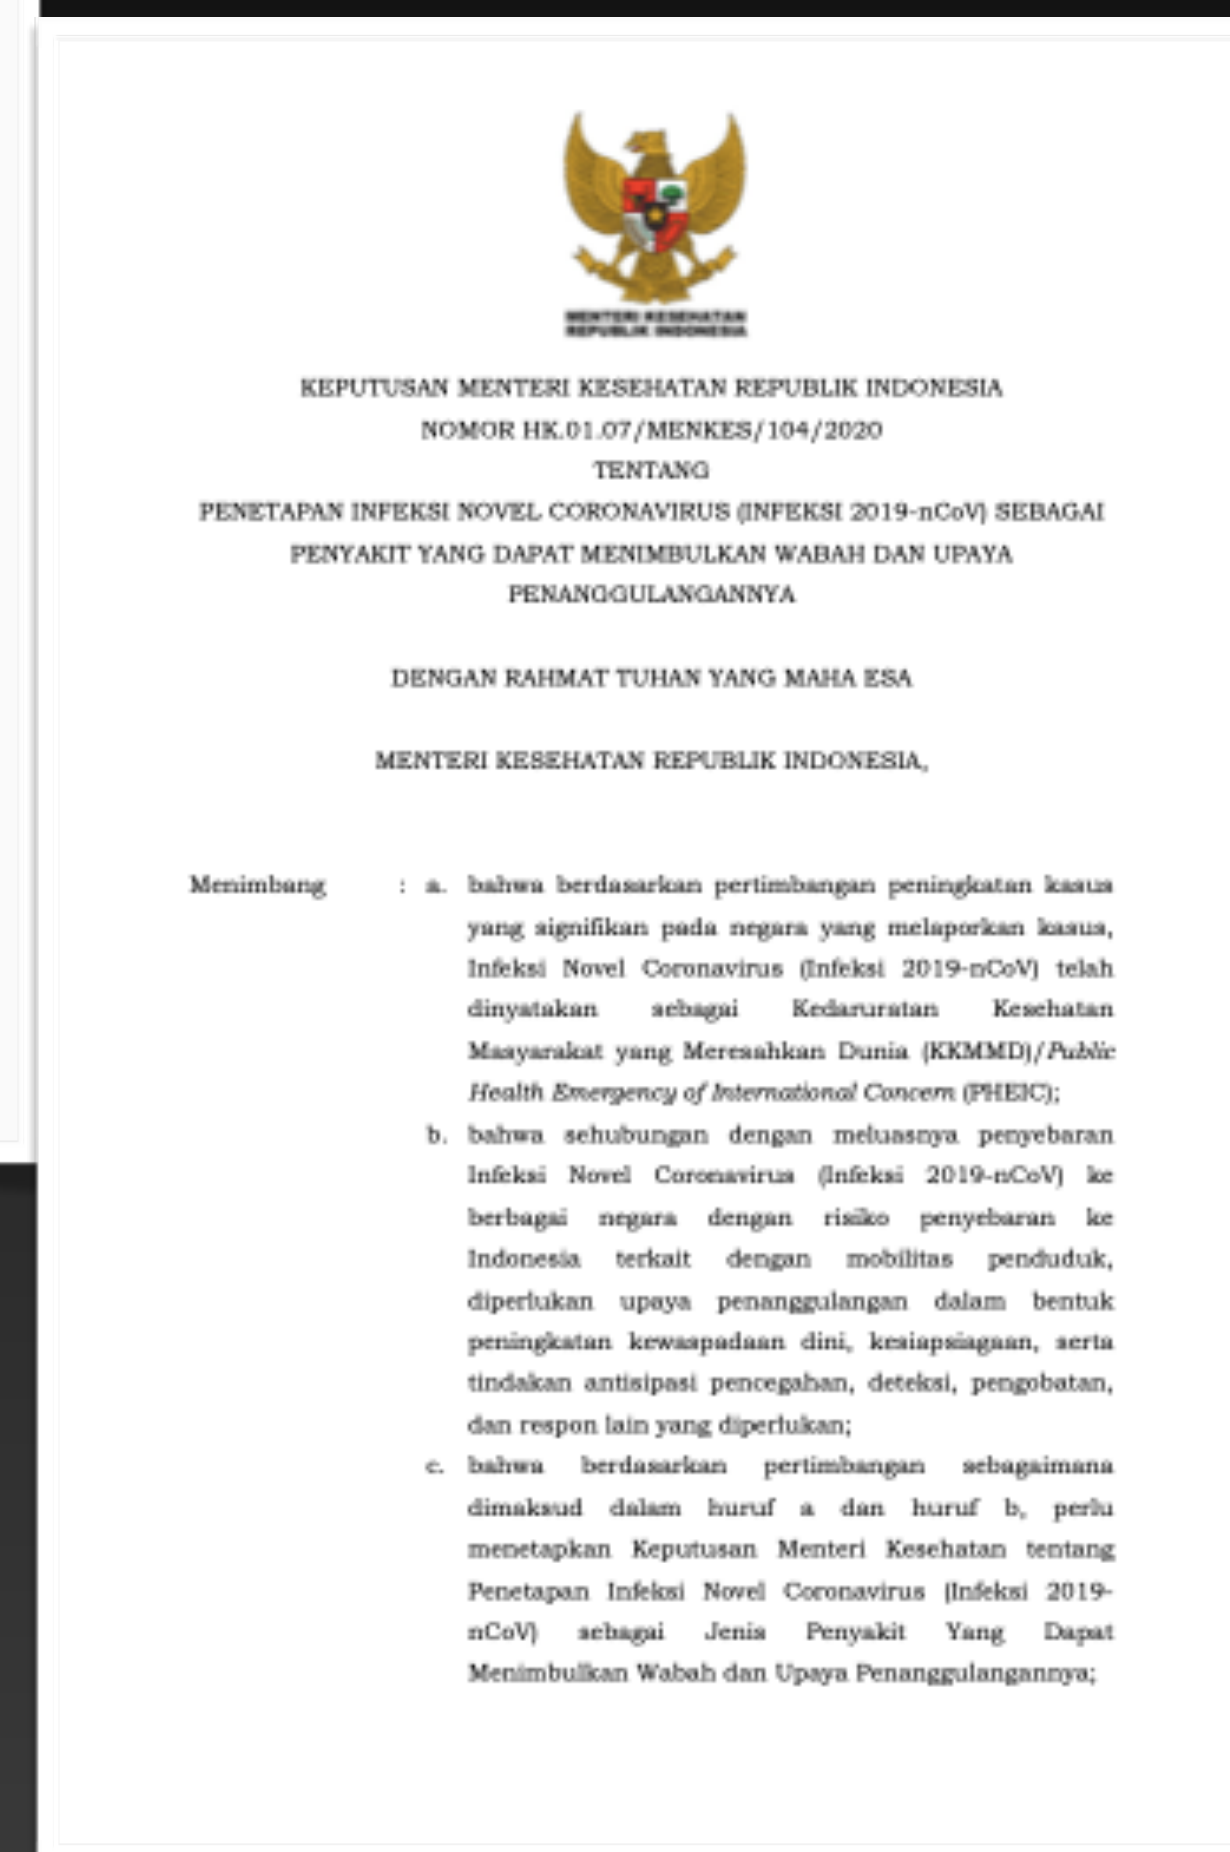 MENTERI KESEHATAN
REPUBLIK INDONESIA
KEPUTUSAN MENTERI KESEHATAN REPUBLIK INDONESIA
NOMOR HK.01.07/MENKES/104/2020
TENTANG
PENETAPAN INFEKSI NOVEL CORONAVIRUS (INFEKSI 2019-nCoV) SEBAGAI
PENYAKIT YANG DAPAT MENIMBULKAN WABAH DAN UPAYA
PENANGGULANGANNYA
DENGAN RAHMAT TUHAN YANG MAHA ESA
MENTERI KESEHATAN REPUBLIK INDONESIA,
Menimbang : a. bahwa berdasarkan pertimbangan peningkatan kasus
yang signifikan pada negara yang melaporkan kasus,
Infeksi Novel Coronavirus (Infeksi 2019-nCoV) telah
dinyatakan sebagai Kedaruratan Kesehatan
Masyarakat yang Meresahkan Dunia (KKMMD)/Public
Health Emergency of International Concern (PHEIC);
b. bahwa sehubungan dengan meluasnya penyebaran
Infeksi Novel Coronavirus (Infeksi 2019-nCoV) ke
berbagai negara dengan risiko penyebaran ke
Indonesia terkait dengan mobilitas penduduk,
diperlukan upaya penanggulangan dalam bentuk
peningkatan kewaspadaan dini, kesiapsiagaan, serta
tindakan antisipasi pencegahan, deteksi, pengobatan,
dan respon lain yang diperlukan;
c. bahwa berdasarkan pertimbangan sebagaimana
dimaksud dalam huruf a dan huruf b, perlu
menetapkan Keputusan Menteri Kesehatan tentang
Penetapan Infeksi Novel Coronavirus (Infeksi 2019-
nCoV) sebagai Jenis Penyakit Yang Dapat
Menimbulkan Wabah dan Upaya Penanggulangannya;